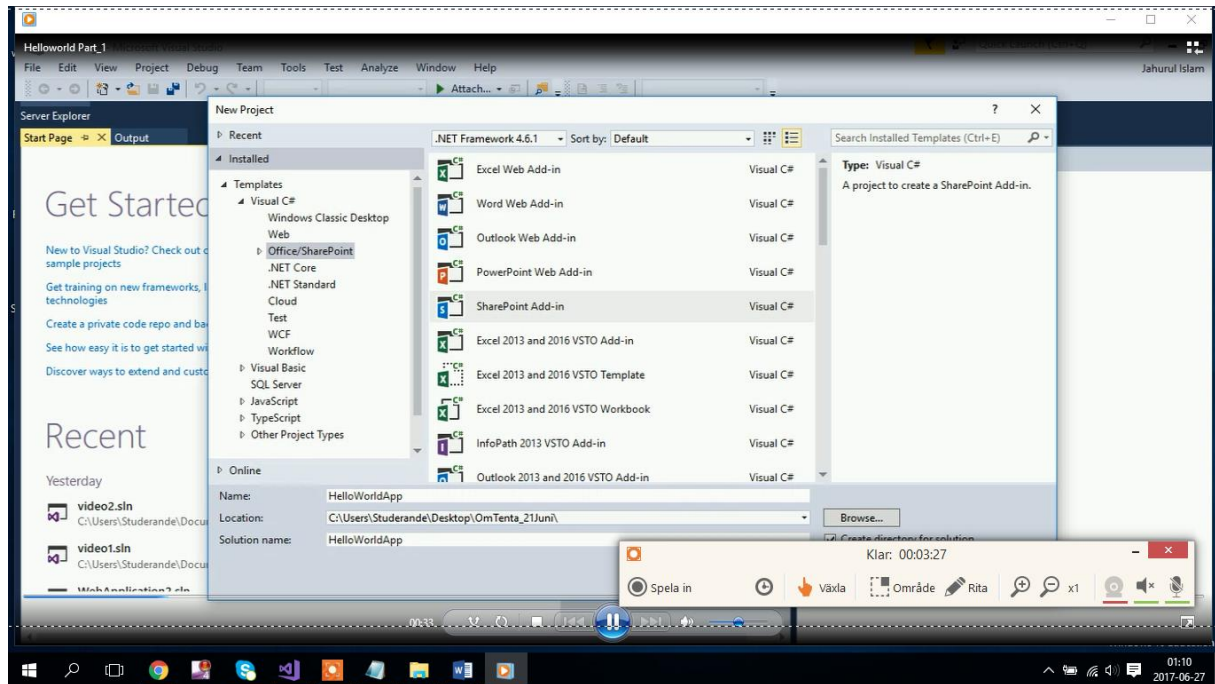 Helloworld Part_1
File Edit View Project Debug Team Tools Test Analyze Window Help
Jahurul Islam
Attach...
Server Explorer
Start Page Output
Get Started
New to Visual Studio? Check out
sample projects
Get training on new frameworks,
technologies
Create a private code repo and
See how easy it is to get started
Discover ways to extend and
Recent
Yesterday
video2.sln
C:\Users\Studerande\Docu
video1.sln
C:\Users\Studerande\Docu
New Project ?
Recent
Installed
Templates
Visual C#
Windows Classic Desktop
Web
Office/SharePoint
.NET Core
.NET Standard
Cloud
Test
WCF
Workflow
Visual Basic
SQL Server
JavaScript
TypeScript
Other Project Types
Online
.NET Framework 4.6.1 Sort by: Default
Search Installed Templates (Ctrl+E)
Excel Web Add-in Visual C#
Word Web Add-in Visual C#
Outlook Web Add-in Visual C#
PowerPoint Web Add-in Visual C#
SharePoint Add-in Visual C#
Excel 2013 and 2016 VSTO Add-in Visual C#
Excel 2013 and 2016 VSTO Template Visual C#
Excel 2013 and 2016 VSTO Workbook Visual C#
InfoPath 2013 VSTO Add-in Visual C#
Outlook 2013 and 2016 VSTO Add-in Visual C#
Type: Visual C#
A project to create a SharePoint Add-in.
Name: HelloWorldApp
Location: C:\Users\Studerande\Desktop\OmTenta_21Juni\
Browse...
Solution name: HelloWorldApp
Create directory for solution
Klar: 00:03:27
Spela in Växla Område Rita x1
00:33
01:10
2017-06-27